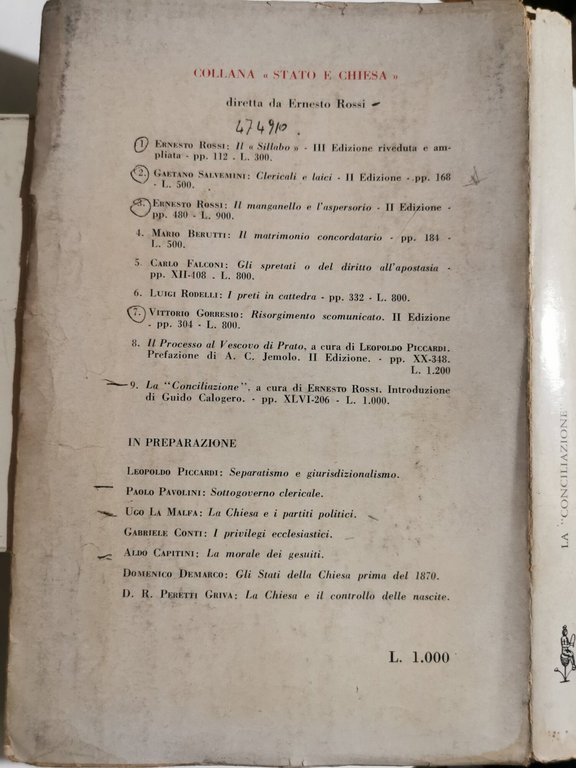 COLLANA « STATO E CHIESA »
diretta da Ernesto Rossi
474910
1. ERNESTO ROSSI: Il « Sillabo » - III Edizione riveduta e am-
pliata - pp. 112 - L. 300.
2. GAETANO SALVEMINI: Clericali e laici - II Edizione - pp. 168
- L. 500.
3. ERNESTO ROSSI: Il manganello e l'aspersorio - II Edizione -
pp. 480 - L. 900.
4. MARIO BERUTTI: Il matrimonio concordatario - pp. 184 -
L. 500.
5. CARLO FALCONI: Gli spretati o del diritto all'apostasia -
pp. XII-408 - L. 800.
6. LUIGI RODELLI: I preti in cattedra - pp. 332 - L. 800.
7. VITTORIO GORRESIO: Risorgimento scomunicato. II Edizione
- pp. 304 - L. 800.
8. Il Processo al Vescovo di Prato, a cura di LEOPOLDO PICCARDI.
Prefazione di A. C. Jemolo. II Edizione. - pp. XX-348.
L. 1.200
9. La "Conciliazione", a cura di ERNESTO ROSSI. Introduzione
di Guido Calogero. - pp. XLVI-206 - L. 1.000.
IN PREPARAZIONE
LEOPOLDO PICCARDI: Separatismo e giurisdizionalismo.
PAOLO PAVOLINI: Sottogoverno clericale.
UGO LA MALFA: La Chiesa e i partiti politici.
GABRIELE CONTI: I privilegi ecclesiastici.
ALDO CAPITINI: La morale dei gesuiti.
DOMENICO DEMARCO: Gli Stati della Chiesa prima del 1870.
D. R. PERETTI GRIVA: La Chiesa e il controllo delle nascite.
L. 1.000
LA "CONCILIAZIONE"